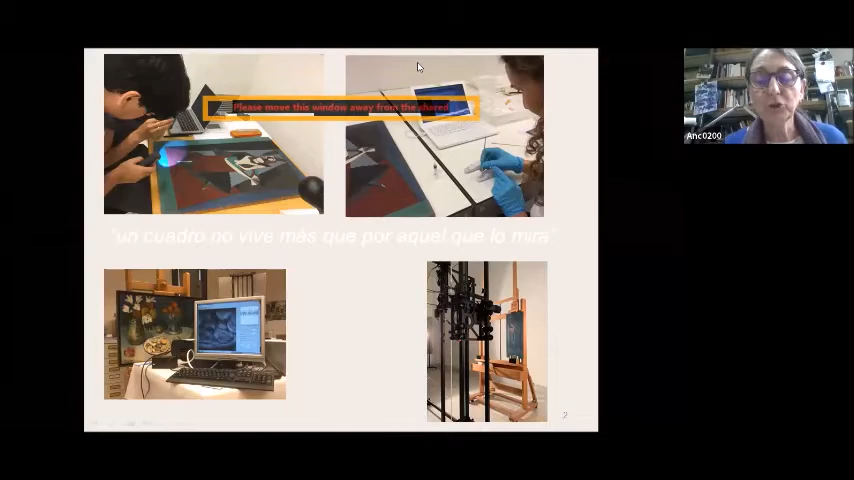 Please move this window away from the shared
"un cuadro no vive más que por aquel que lo mira"
2
Anc0200